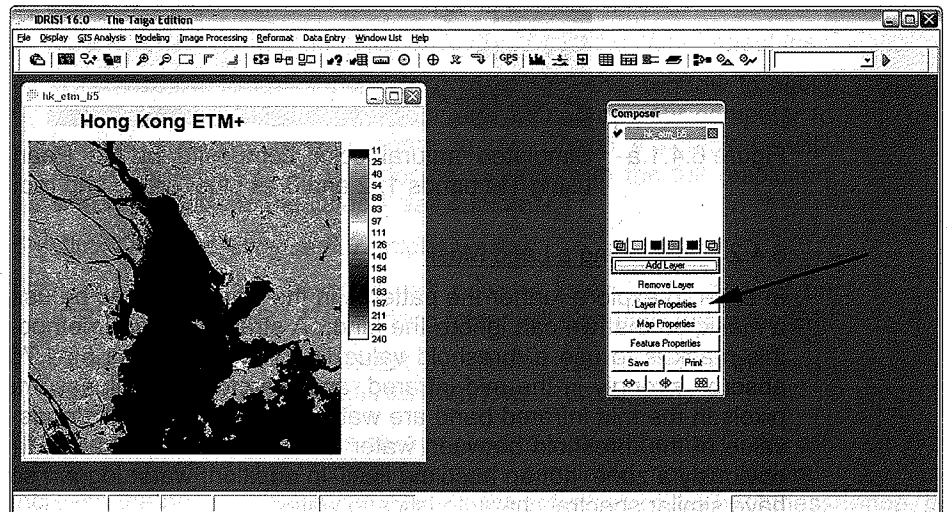 IDRISI 16.0 The Taiga Edition
File Display GIS Analysis Modeling Image Processing Reformat Data Entry Window List Help
GPS
hk_etm_b5
Hong Kong ETM+
11
25
40
54
68
83
97
111
126
140
154
168
183
197
211
226
240
Composer
hk_etm_b5
Add Layer
Remove Layer
Layer Properties
Map Properties
Feature Properties
Save Print